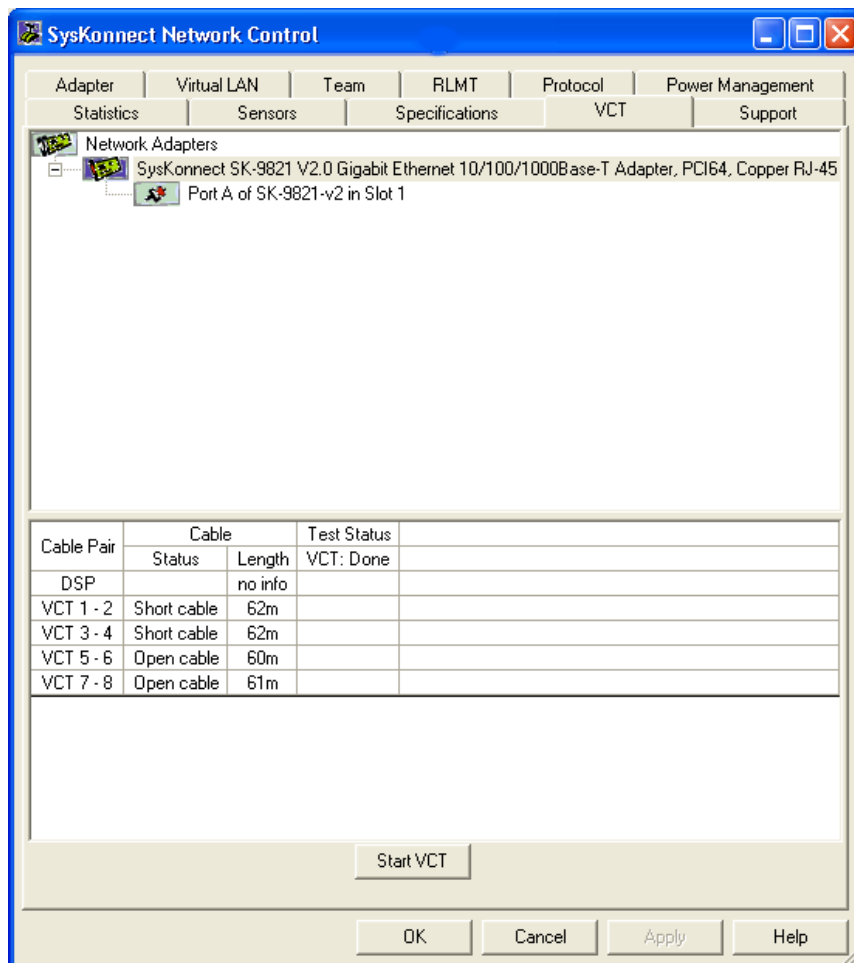 SysKonnect Network Control
Adapter Virtual LAN Team RLMT Protocol Power Management
Statistics Sensors Specifications VCT Support
Network Adapters
SysKonnect SK-9821 V2.0 Gigabit Ethernet 10/100/1000Base-T Adapter, PCI64, Copper RJ-45
Port A of SK-9821-v2 in Slot 1
Cable Pair Cable Test Status
Status Length VCT: Done
DSP no info
VCT 1 - 2 Short cable 62m
VCT 3 - 4 Short cable 62m
VCT 5 - 6 Open cable 60m
VCT 7 - 8 Open cable 61m
Start VCT
OK Cancel Apply Help